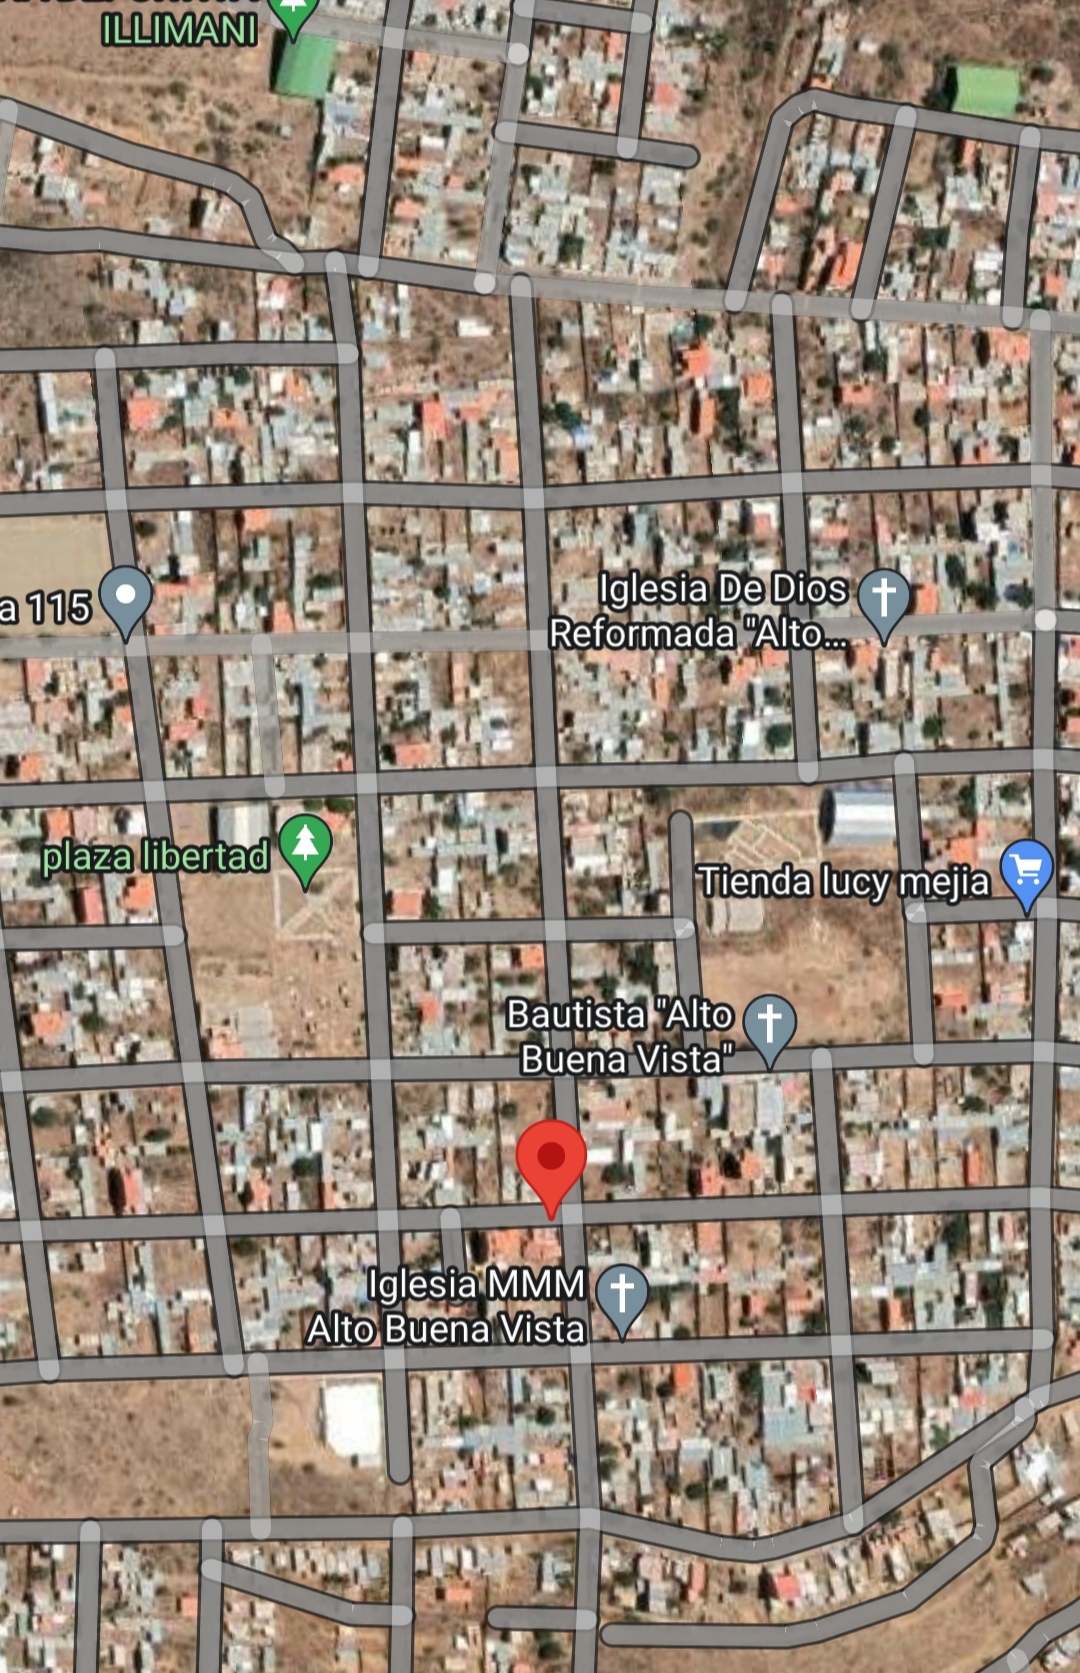 ILLIMANI
a 115
Iglesia De Dios
Reformada "Alto...
plaza libertad
Tienda lucy mejia
Bautista "Alto
Buena Vista"
Iglesia MMM
Alto Buena Vista